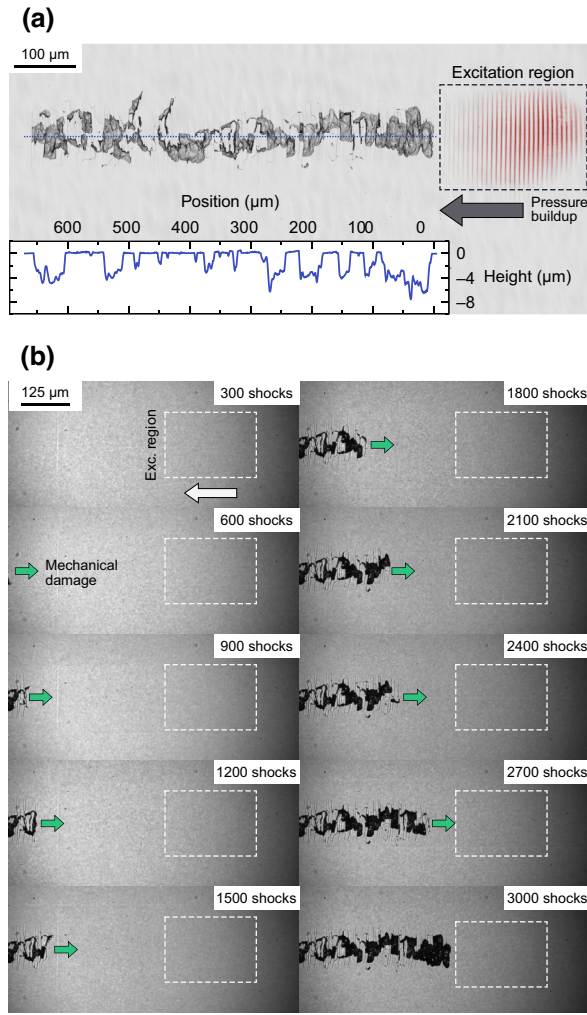 (a)
100 µm
Excitation region
Pressure
buildup
Position (µm)
600 500 400 300 200 100 0
0
−4
−8
Height (µm)
(b)
125 µm
300 shocks
Exc. region
600 shocks
Mechanical
damage
900 shocks
1200 shocks
1500 shocks
1800 shocks
2100 shocks
2400 shocks
2700 shocks
3000 shocks